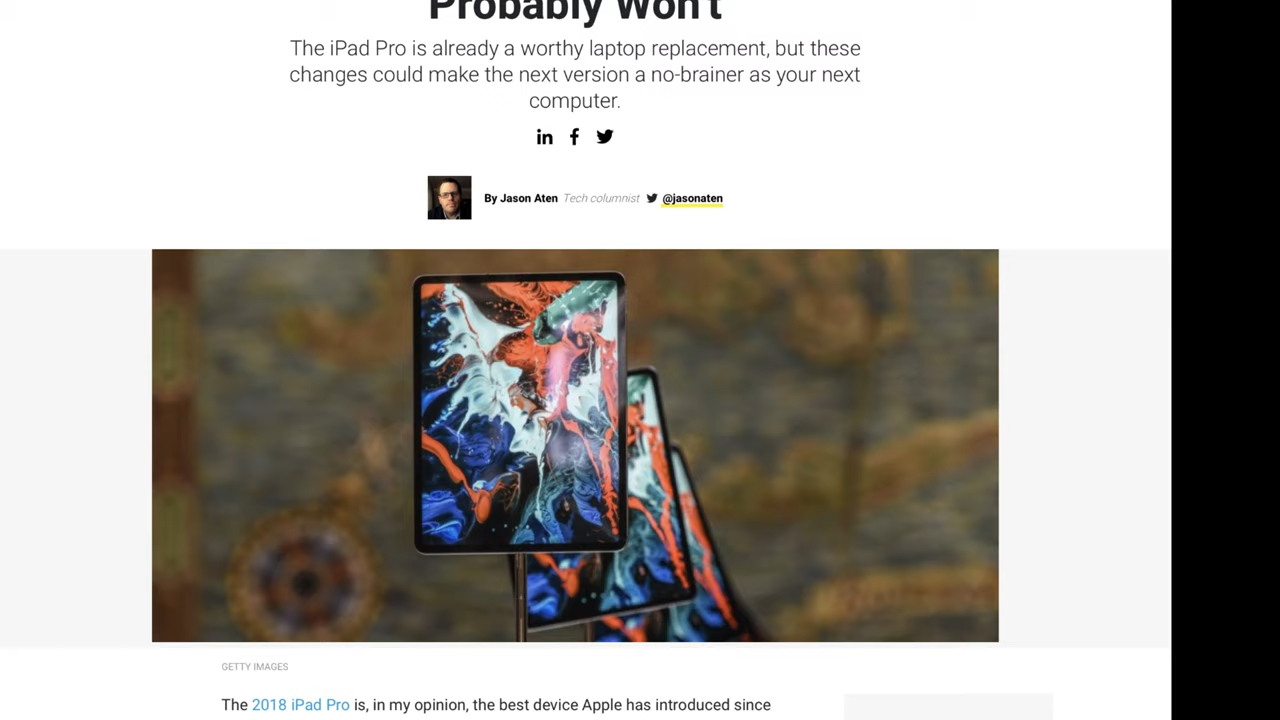 Probably Won't
The iPad Pro is already a worthy laptop replacement, but these
changes could make the next version a no-brainer as your next
computer.
in f
By Jason Aten Tech columnist @jasonaten
GETTY IMAGES
The 2018 iPad Pro is, in my opinion, the best device Apple has introduced since